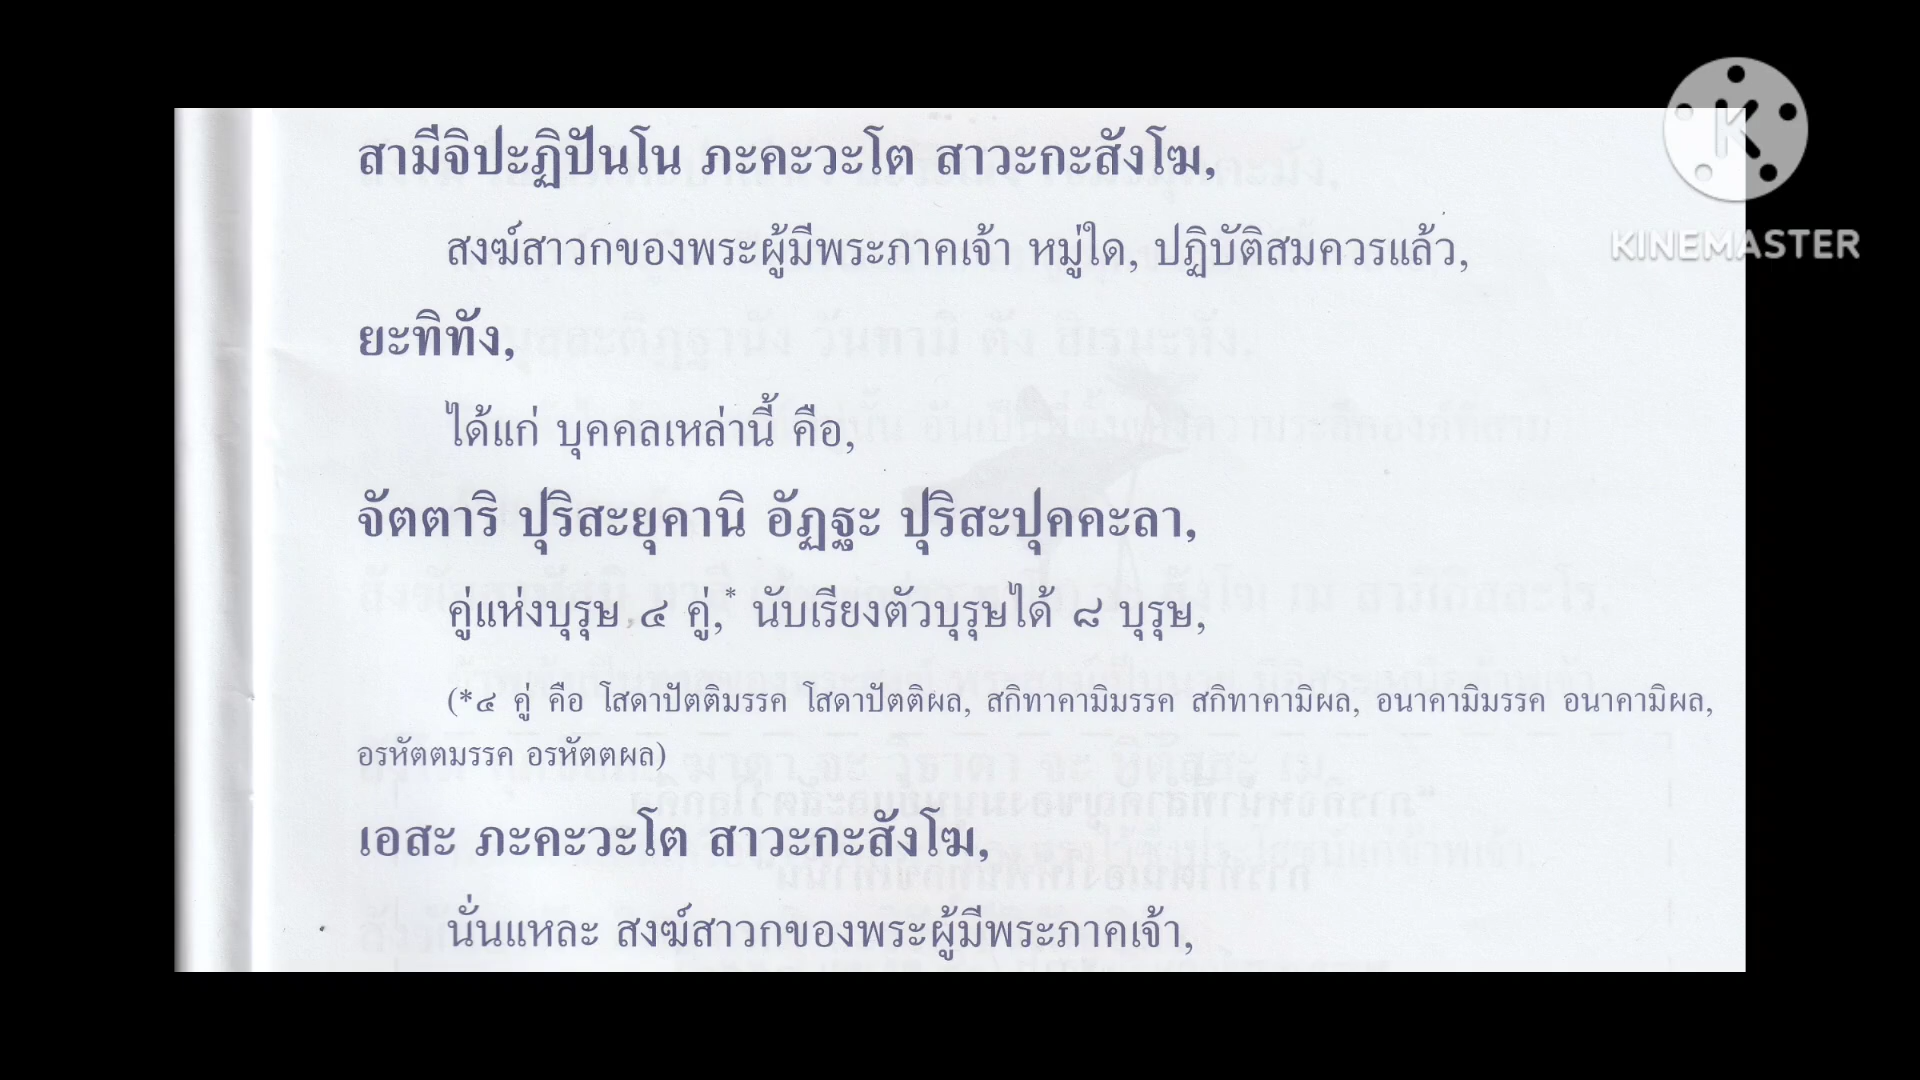 สามีจิปะฏิปันโน ภะคะวะโต สาวะกะสังโฆ,
สงฆ์สาวกของพระผู้มีพระภาคเจ้า หมู่ใด, ปฏิบัติสมควรแล้ว,
ยะทิทัง,
ได้แก่ บุคคลเหล่านี้ คือ,
จัตตาริ ปุริสะยุคานิ อัฏฐะ ปุริสะปุคคะลา,
คู่แห่งบุรุษ ๔ คู่,* นับเรียงตัวบุรุษได้ ๘ บุรุษ,
(*๔ คู่ คือ โสดาปัตติมรรค โสดาปัตติผล, สกิทาคามิมรรค สกิทาคามิผล, อนาคามิมรรค อนาคามิผล,
อรหัตตมรรค อรหัตตผล)
เอสะ ภะคะวะโต สาวะกะสังโฆ,
นั่นแหละ สงฆ์สาวกของพระผู้มีพระภาคเจ้า,
KINEMASTER